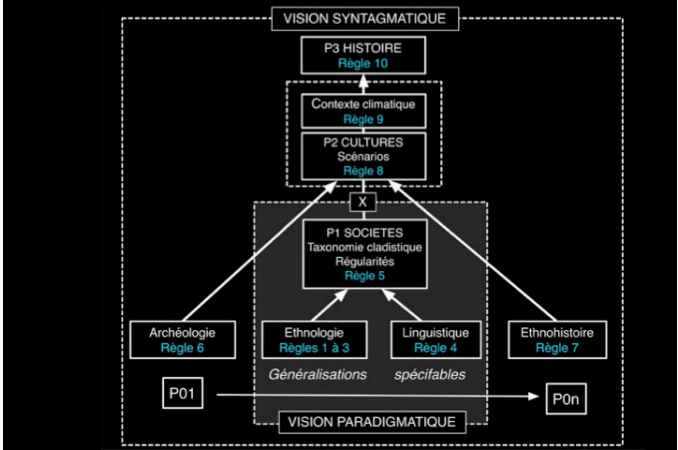 VISION SYNTAGMATIQUE
P3 HISTOIRE
Règle 10
Contexte climatique
Règle 9
P2 CULTURES
Scénarios
Règle 8
X
P1 SOCIETES
Taxonomie cladistique
Régularités
Règle 5
Archéologie
Règle 6
Ethnologie
Règles 1 à 3
Linguistique
Règle 4
Ethnohistoire
Règle 7
Généralisations spécifables
P01
P0n
VISION PARADIGMATIQUE